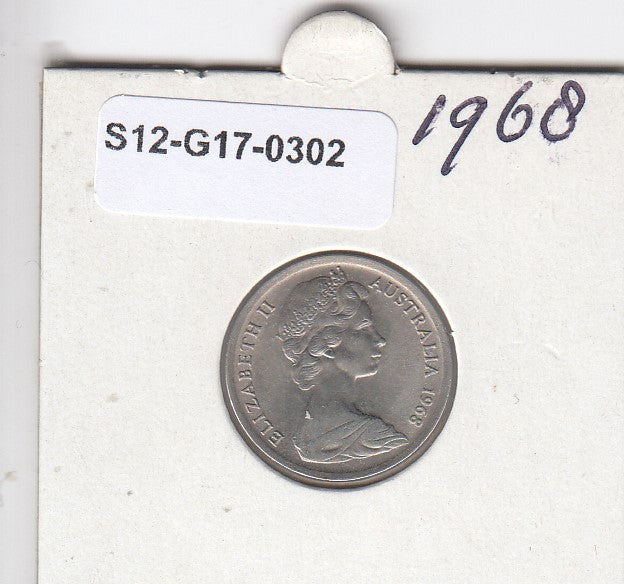 1968
S12-G17-0302
ELIZABETH II
AUSTRALIA 1968